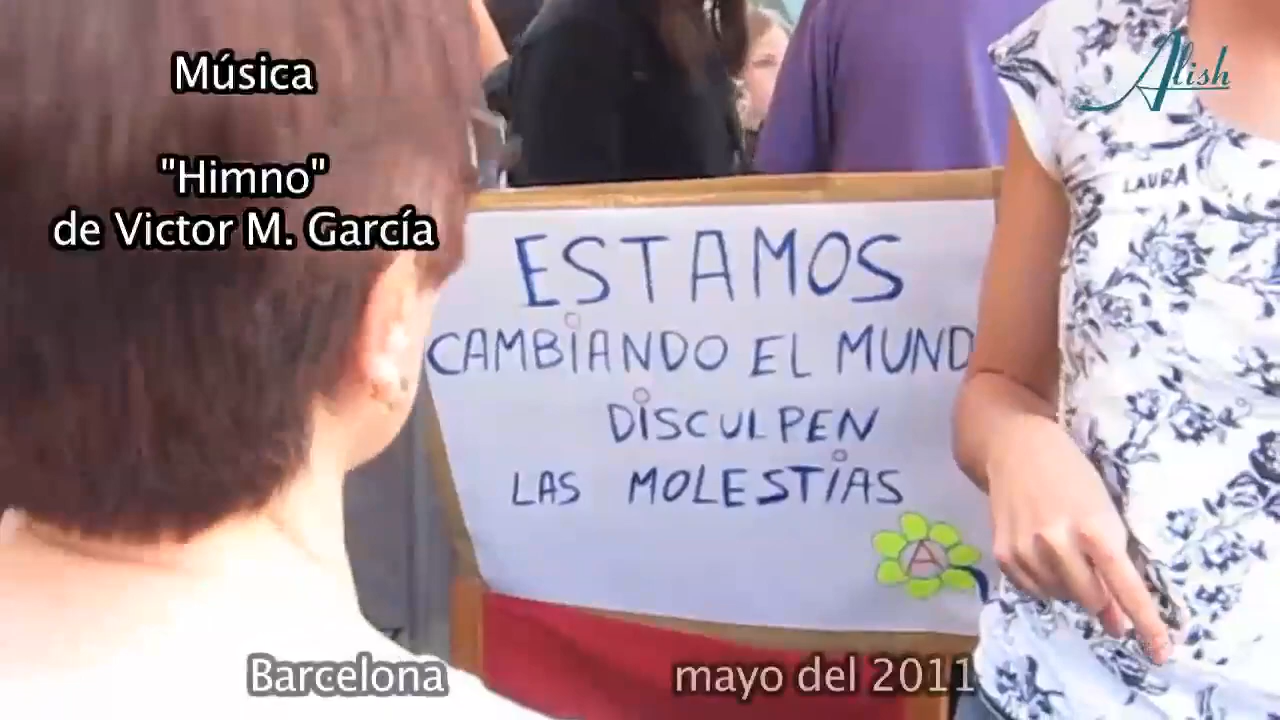 Música
"Himno"
de Victor M. García
Alish
LAURA
ESTAMOS
CAMBIANDO EL MUND
DISCULPEN
LAS MOLESTIAS
A
Barcelona
mayo del 2011